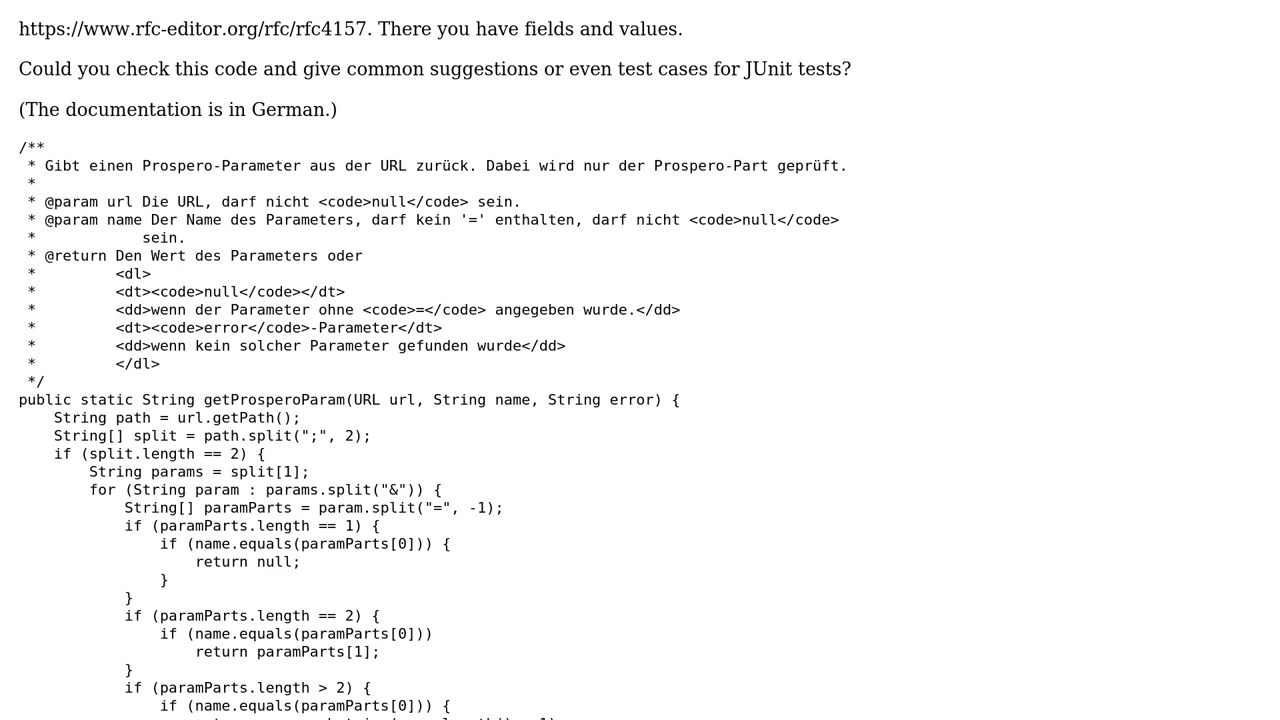 https://www.rfc-editor.org/rfc/rfc4157. There you have fields and values.
Could you check this code and give common suggestions or even test cases for JUnit tests?
(The documentation is in German.)
/**
 * Gibt einen Prospero-Parameter aus der URL zurück. Dabei wird nur der Prospero-Part geprüft.
 *
 * @param url Die URL, darf nicht <code>null</code> sein.
 * @param name Der Name des Parameters, darf kein '=' enthalten, darf nicht <code>null</code>
 *            sein.
 * @return Den Wert des Parameters oder
 *         <dl>
 *         <dt><code>null</code></dt>
 *         <dd>wenn der Parameter ohne <code>=</code> angegeben wurde.</dd>
 *         <dt><code>error</code>-Parameter</dt>
 *         <dd>wenn kein solcher Parameter gefunden wurde</dd>
 *         </dl>
 */
public static String getProsperoParam(URL url, String name, String error) {
    String path = url.getPath();
    String[] split = path.split(";", 2);
    if (split.length == 2) {
        String params = split[1];
        for (String param : params.split("&")) {
            String[] paramParts = param.split("=", -1);
            if (paramParts.length == 1) {
                if (name.equals(paramParts[0])) {
                    return null;
                }
            }
            if (paramParts.length == 2) {
                if (name.equals(paramParts[0]))
                    return paramParts[1];
            }
            if (paramParts.length > 2) {
                if (name.equals(paramParts[0])) {